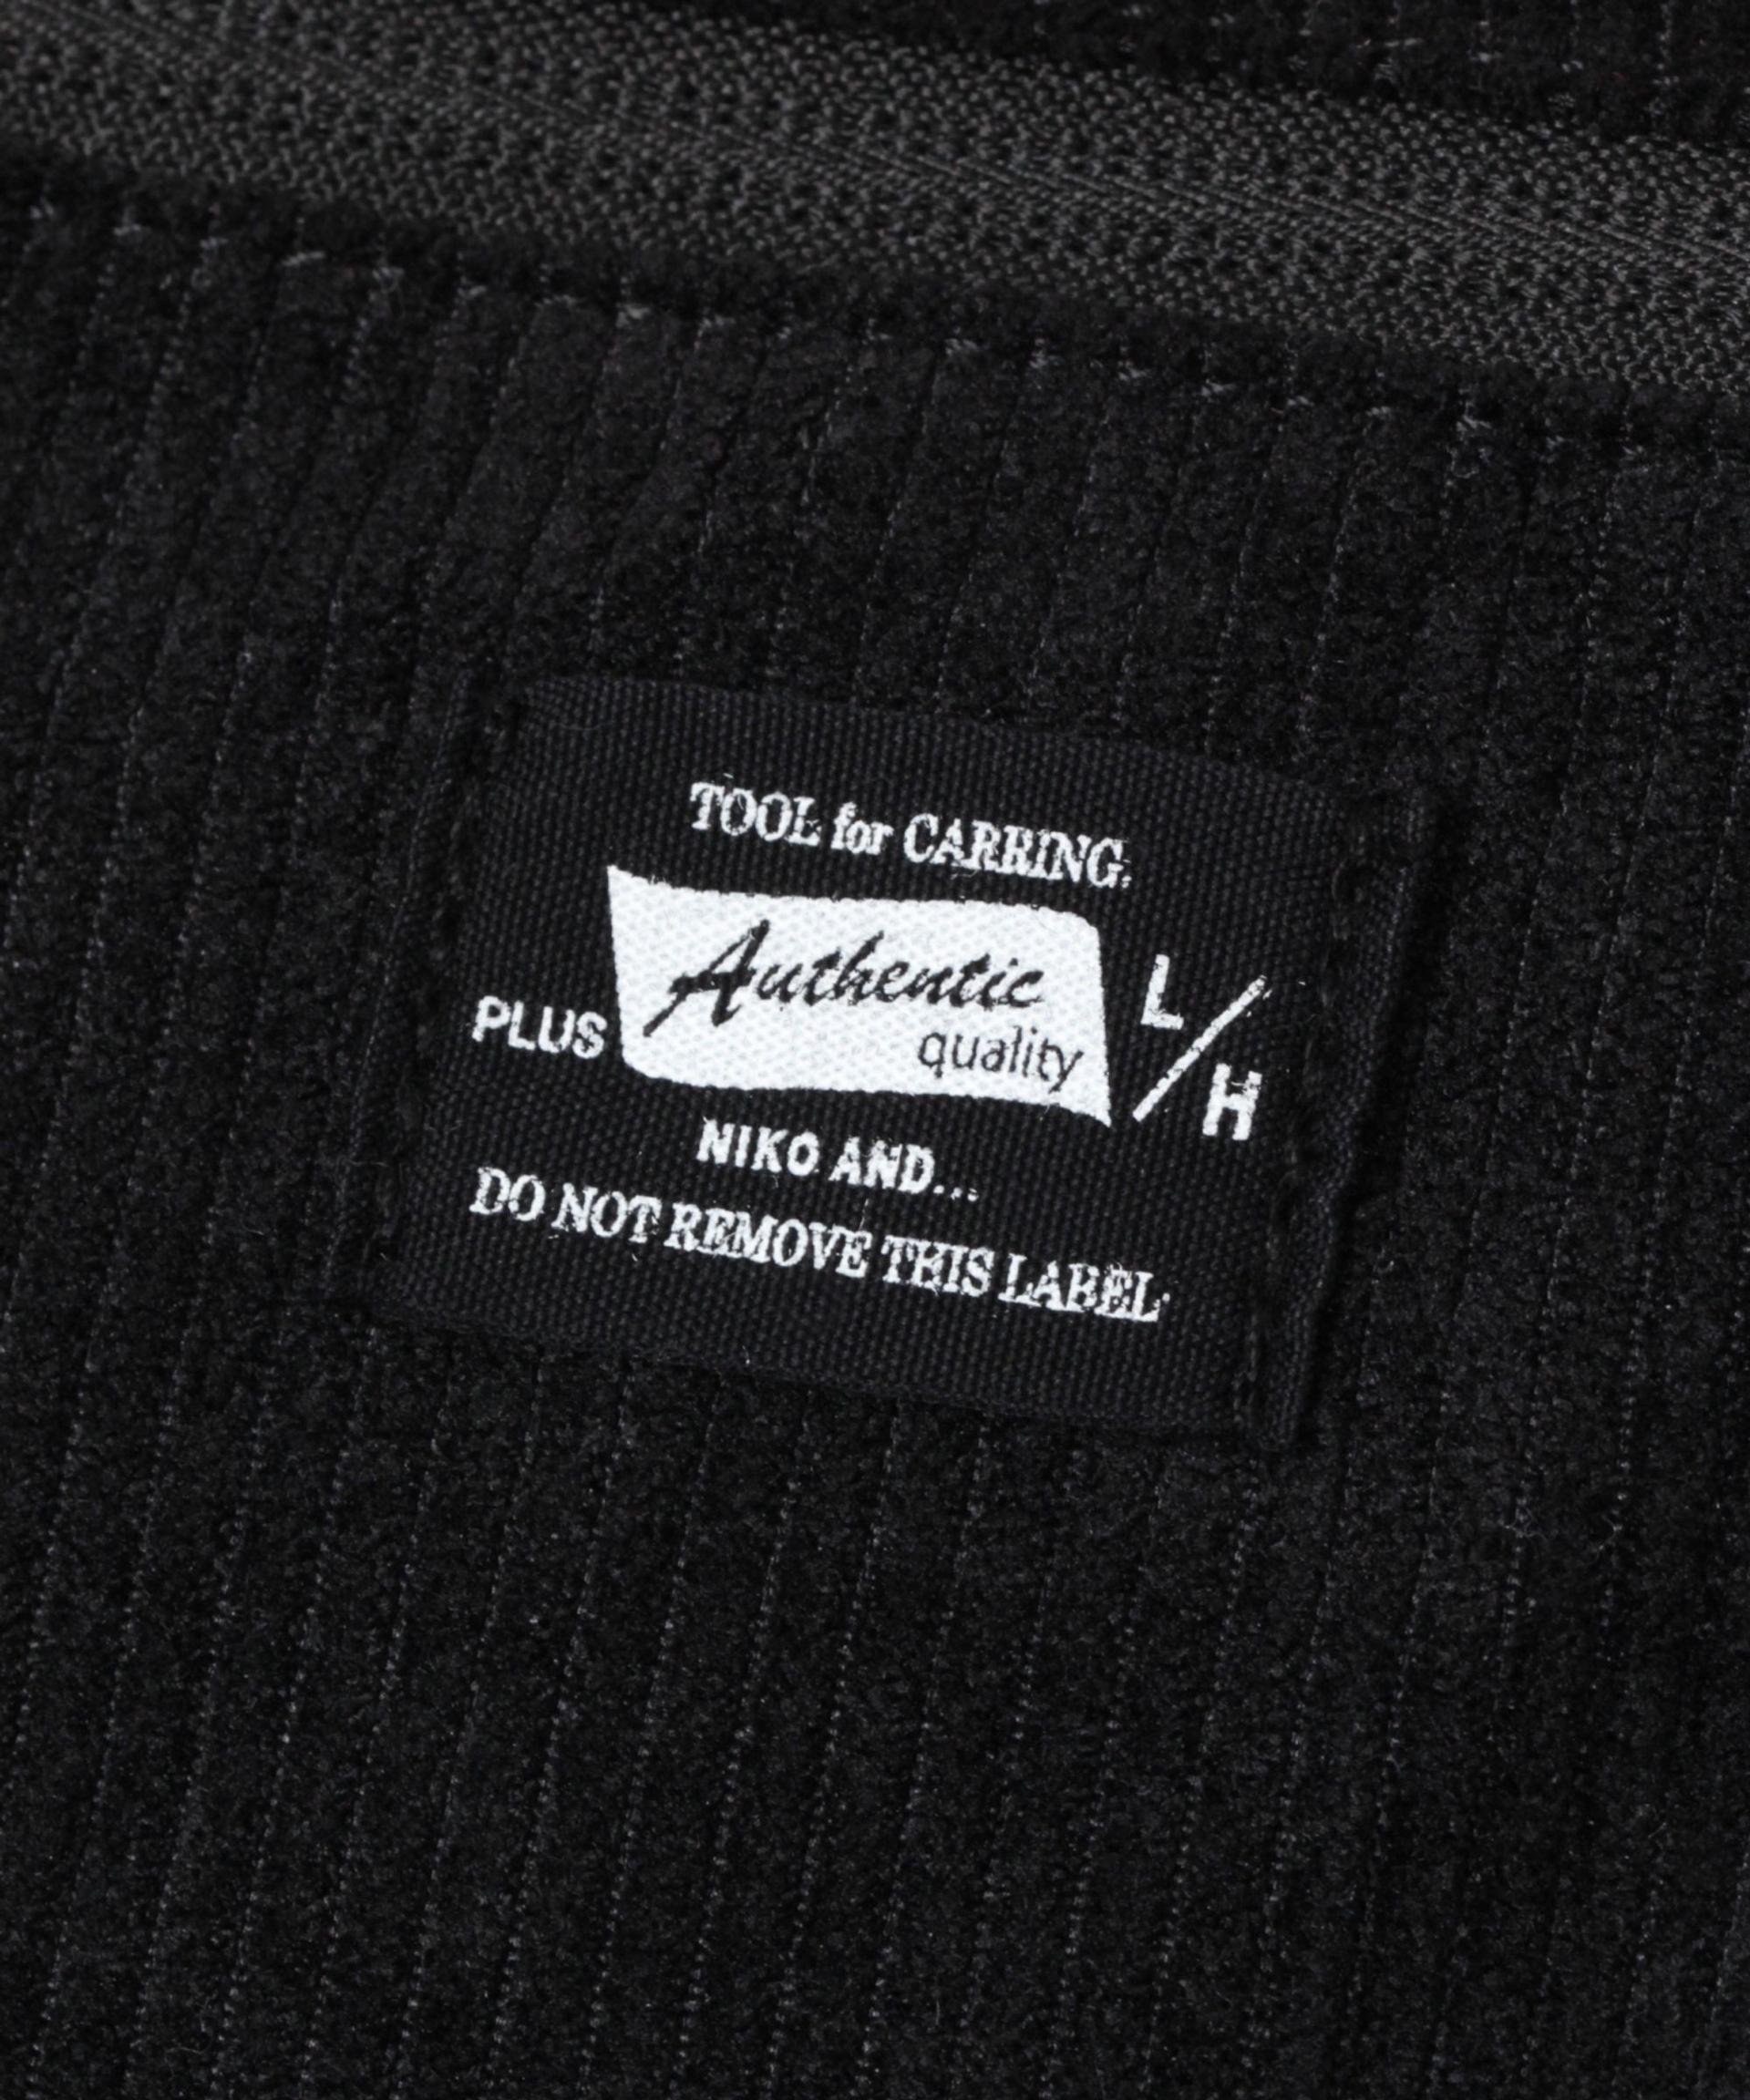 TOOL for CARRING.
Authentic
quality
PLUS
L/H
NIKO AND...
DO NOT REMOVE THIS LABEL